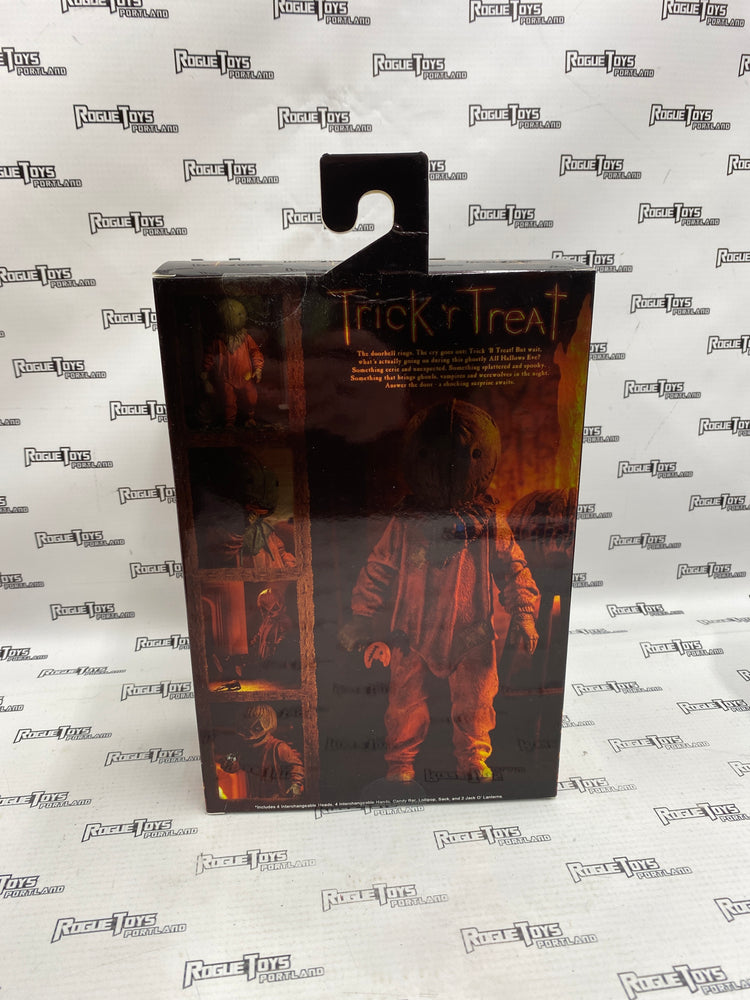 Rogue Toys
Portland
Trick 'r Treat
The doorbell rings. The cry goes out: Trick 'R Treat! But wait,
what's actually going on during this ghostly All Hallows Eve?
Something eerie and unexpected. Something splattered and spooky.
Something that brings ghouls, vampires and werewolves in the night.
Answer the door - a shocking surprise awaits.
*Includes 4 Interchangeable Heads, 4 Interchangeable Hands, Candy Bar, Lollipop, Sack, and 2 Jack O' Lanterns.